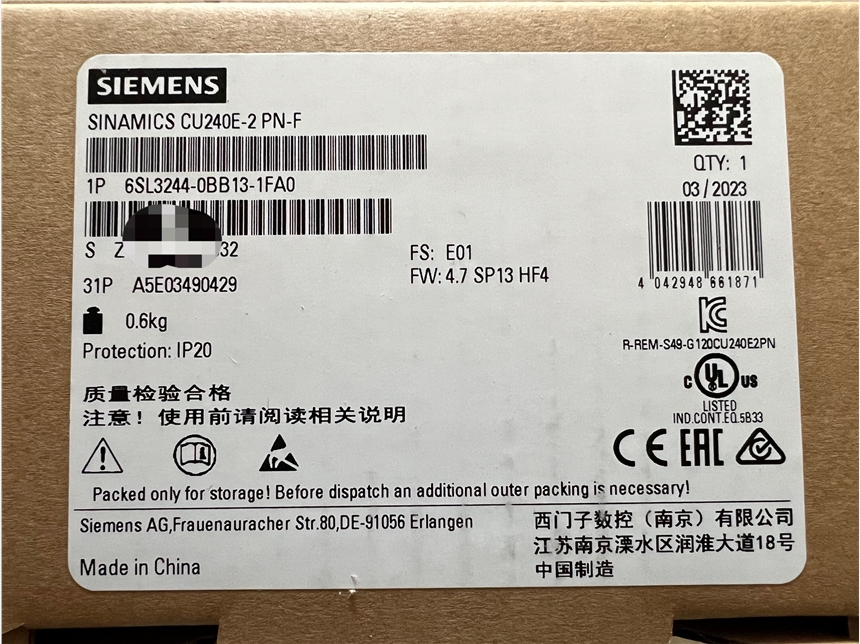 SIEMENS
SINAMICS CU240E-2 PN-F
QTY: 1
1P 6SL3244-0BB13-1FA0
03/2023
S Z 32
FS: E01
31P A5E03490429
FW: 4.7 SP13 HF4
4 042948 661871
0.6kg
R-REM-S49-G120CU240E2PN
Protection: IP20
C UL US
LISTED
IND.CONT.EQ.5B33
质量检验合格
注意！使用前请阅读相关说明
CE EAC
Packed only for storage! Before dispatch an additional outer packing is necessary!
Siemens AG,Frauenauracher Str.80,DE-91056 Erlangen
西门子数控（南京）有限公司
江苏南京溧水区润淮大道18号
Made in China
中国制造